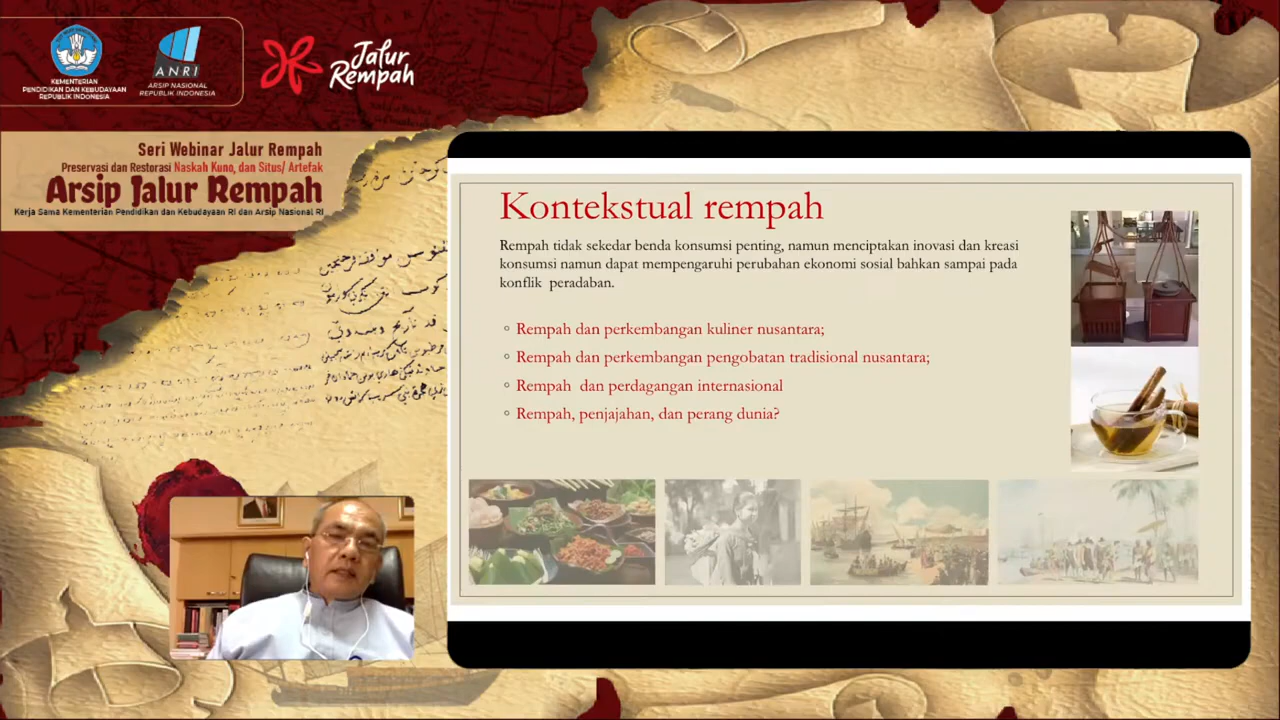 KEMENTERIAN
PENDIDIKAN DAN KEBUDAYAAN
REPUBLIK INDONESIA
ANRI
ARSIP NASIONAL
REPUBLIK INDONESIA
Jalur
Rempah
Seri Webinar Jalur Rempah
Preservasi dan Restorasi Naskah Kuno, dan Situs/ Artefak
Arsip Jalur Rempah
Kerja Sama Kementerian Pendidikan dan Kebudayaan RI dan Arsip Nasional RI
Kontekstual rempah
Rempah tidak sekedar benda konsumsi penting, namun menciptakan inovasi dan kreasi
konsumsi namun dapat mempengaruhi perubahan ekonomi sosial bahkan sampai pada
konflik peradaban.
◦ Rempah dan perkembangan kuliner nusantara;
◦ Rempah dan perkembangan pengobatan tradisional nusantara;
◦ Rempah dan perdagangan internasional
◦ Rempah, penjajahan, dan perang dunia?